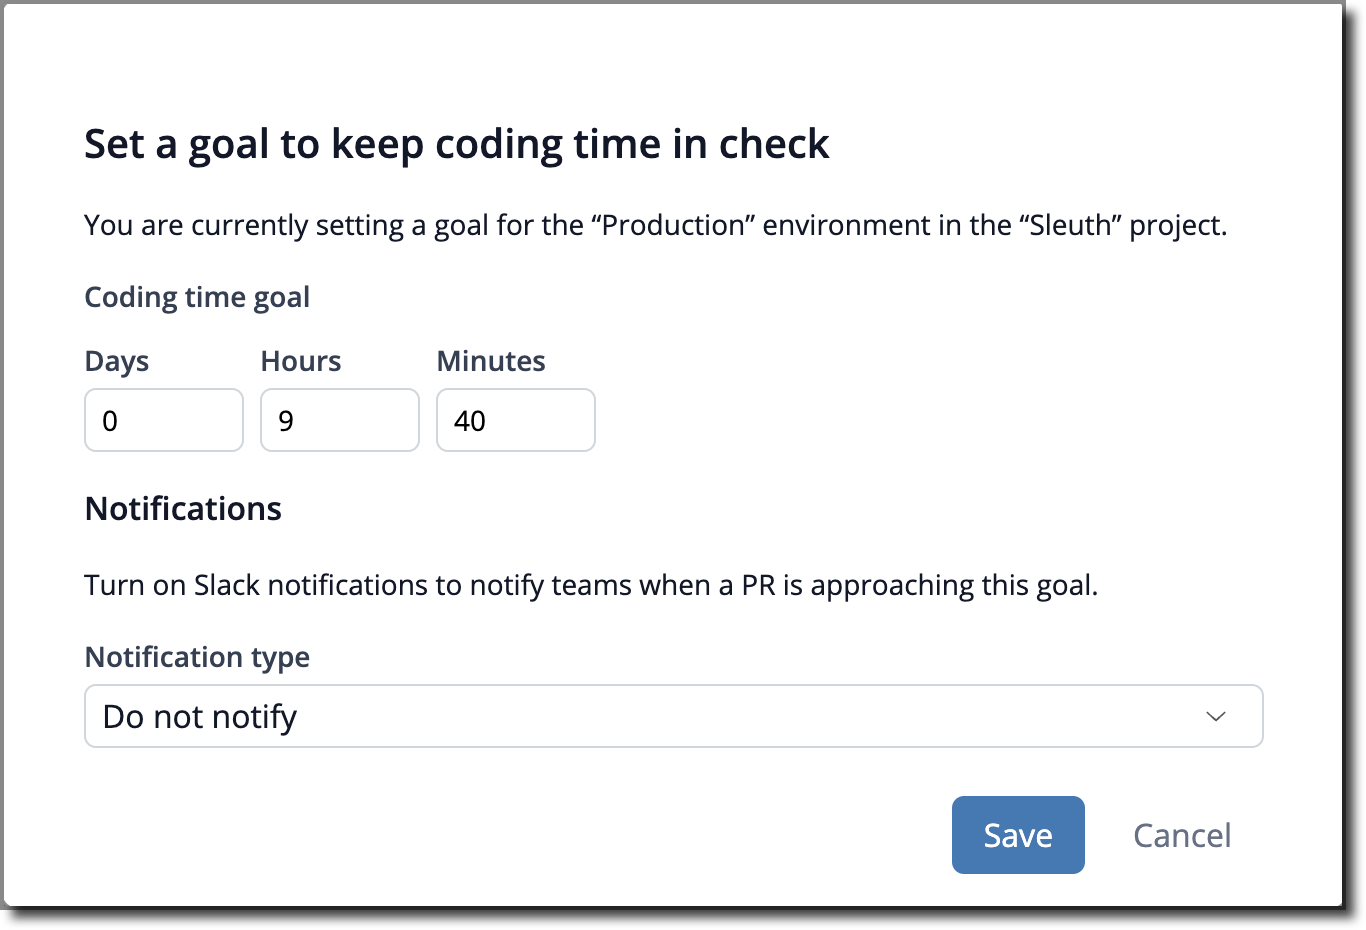 Set a goal to keep coding time in check
You are currently setting a goal for the “Production” environment in the “Sleuth” project.
Coding time goal
Days Hours Minutes
0 9 40
Notifications
Turn on Slack notifications to notify teams when a PR is approaching this goal.
Notification type
Do not notify
Save Cancel